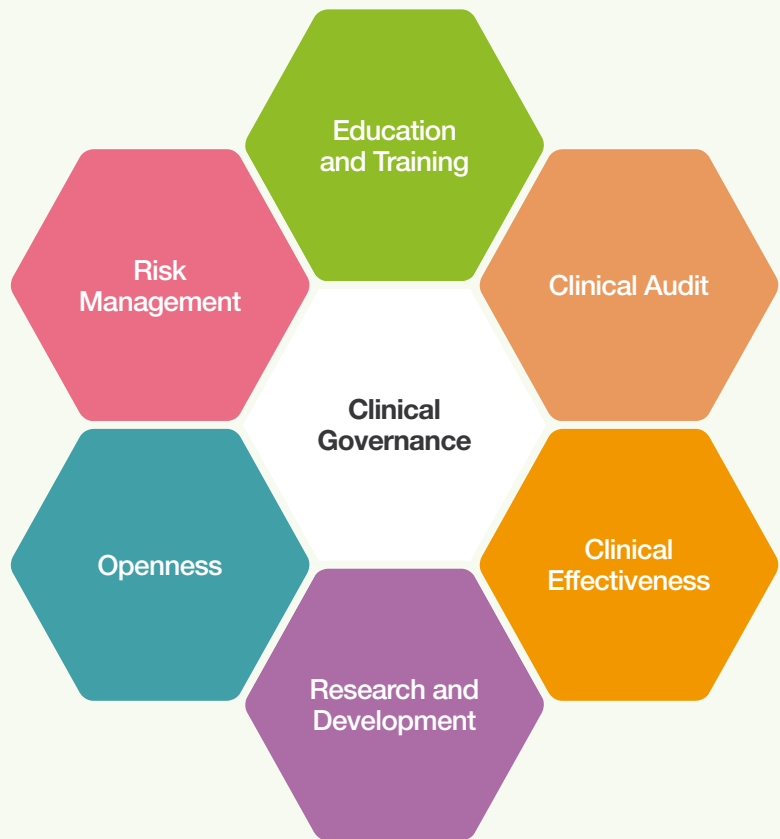 Education
and Training
Risk
Management
Clinical Audit
Clinical
Governance
Openness
Clinical
Effectiveness
Research and
Development